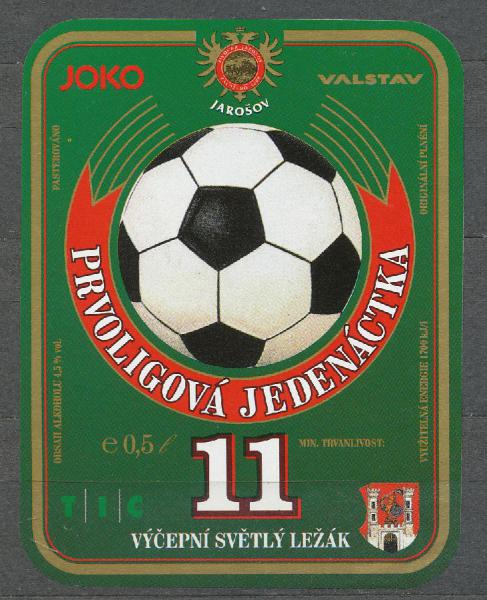 JOKO
VALSTAV
JAROŠOV
PASTEROVÁNO
ORIGINÁLNÍ PLNĚNÍ
PRVOLIGOVÁ JEDENÁCTKA
OBSAH ALKOHOLU 4,5 % vol.
VYUŽITELNÁ ENERGIE 1700 kJ/l
e 0,5 l
11
MIN. TRVANLIVOST:
T|I|C
VÝČEPNÍ SVĚTLÝ LEŽÁK